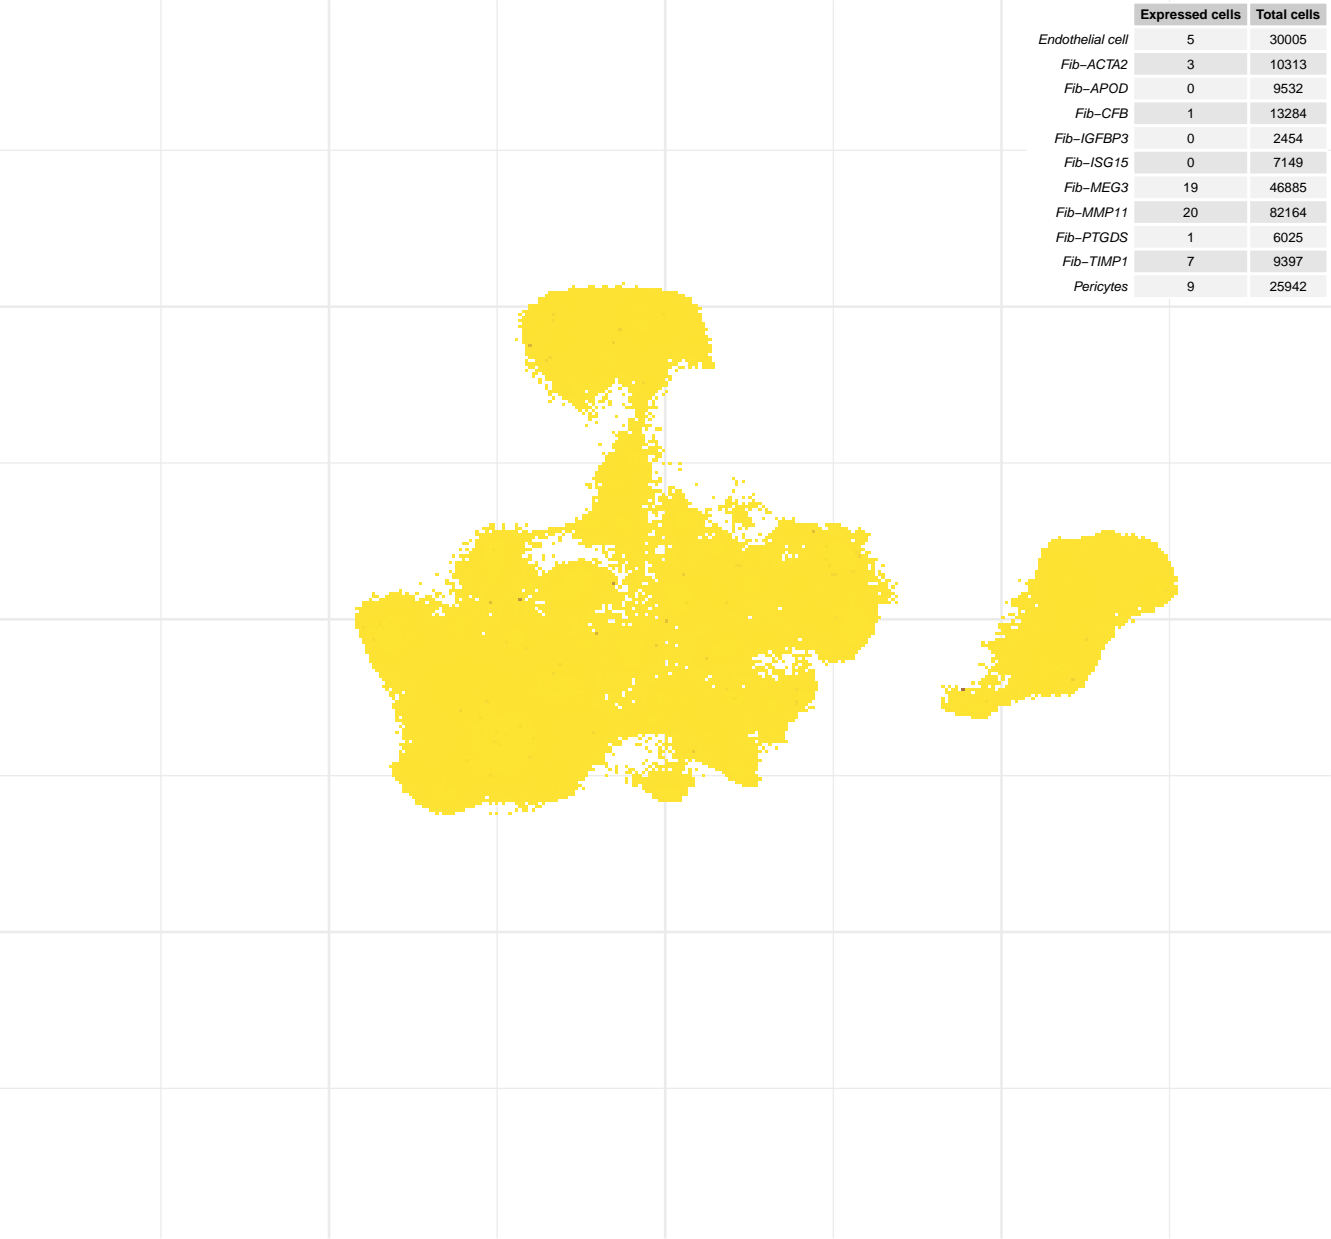 Expressed cells Total cells
Endothelial cell 5 30005
Fib−ACTA2 3 10313
Fib−APOD 0 9532
Fib−CFB 1 13284
Fib−IGFBP3 0 2454
Fib−ISG15 0 7149
Fib−MEG3 19 46885
Fib−MMP11 20 82164
Fib−PTGDS 1 6025
Fib−TIMP1 7 9397
Pericytes 9 25942